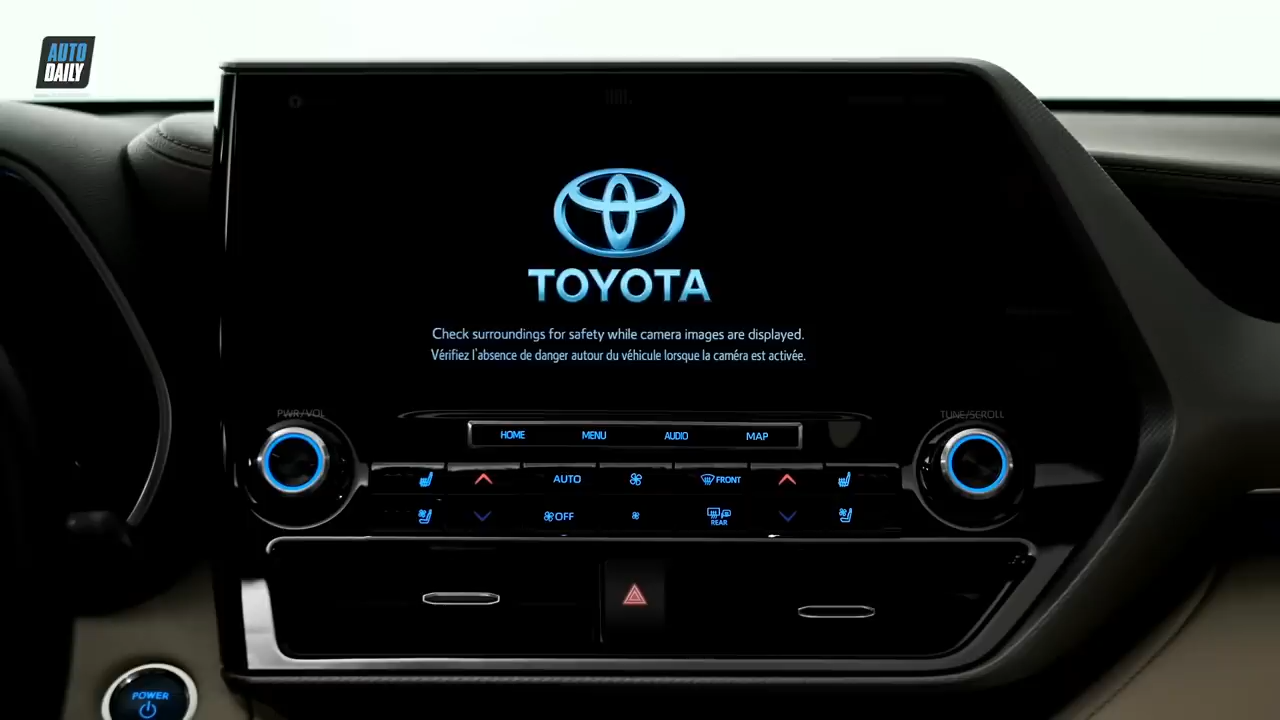 AUTO
DAILY
JBL
TOYOTA
Check surroundings for safety while camera images are displayed.
Vérifiez l'absence de danger autour du véhicule lorsque la caméra est activée.
PWR/VOL
TUNE/SCROLL
HOME MENU AUDIO MAP
AUTO FRONT
OFF REAR
POWER